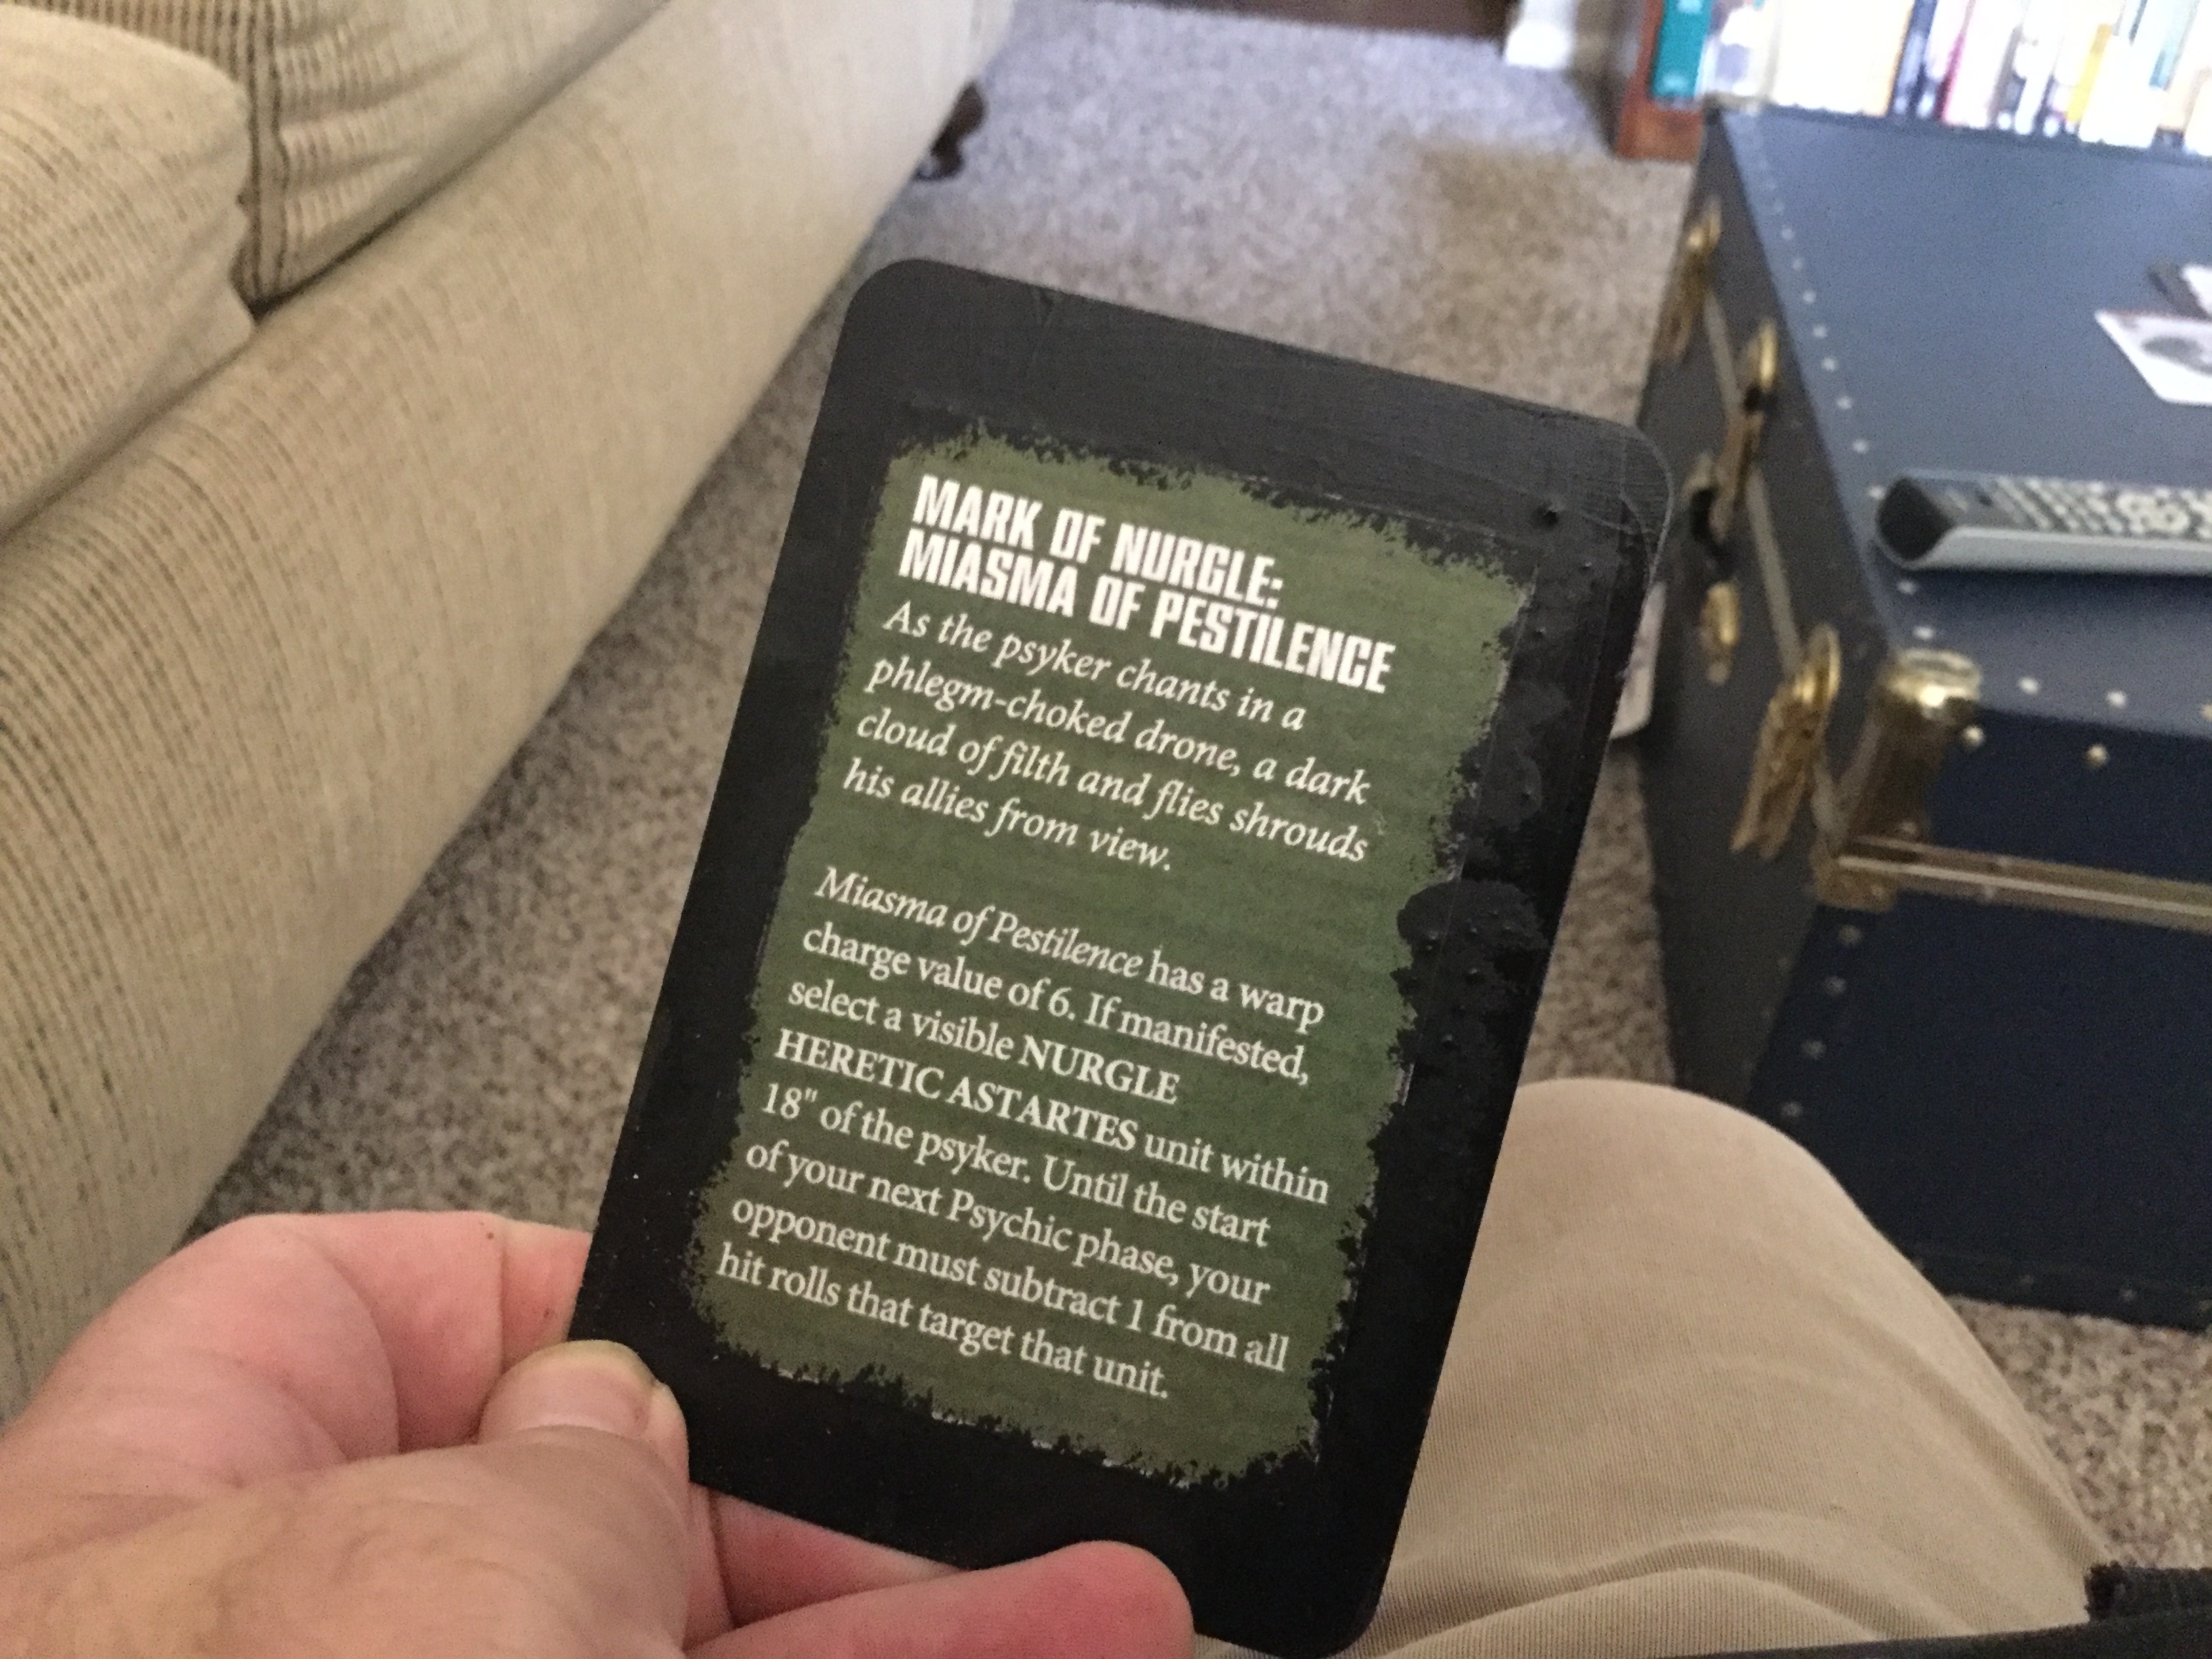 MARK OF NURGLE:
MIASMA OF PESTILENCE
As the psyker chants in a
phlegm-choked drone, a dark
cloud of filth and flies shrouds
his allies from view.
Miasma of Pestilence has a warp
charge value of 6. If manifested,
select a visible NURGLE
HERETIC ASTARTES unit within
18" of the psyker. Until the start
of your next Psychic phase, your
opponent must subtract 1 from all
hit rolls that target that unit.